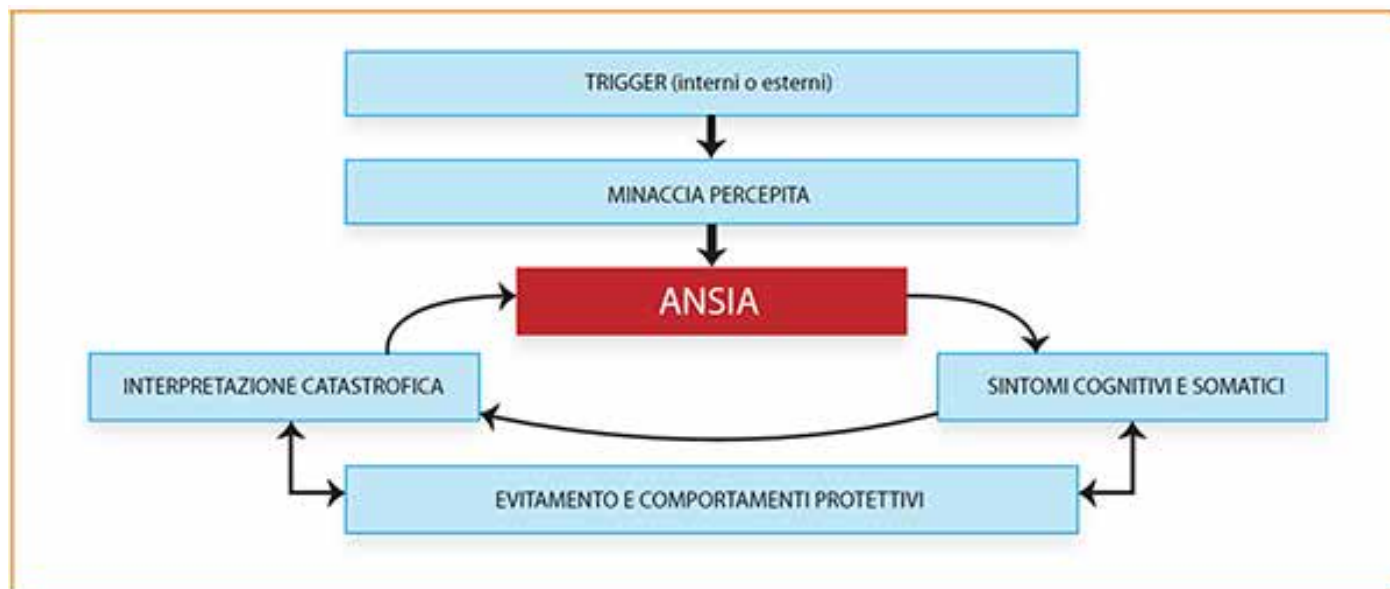 TRIGGER (interni o esterni)
MINACCIA PERCEPITA
ANSIA
INTERPRETAZIONE CATASTROFICA
SINTOMI COGNITIVI E SOMATICI
EVITAMENTO E COMPORTAMENTI PROTETTIVI